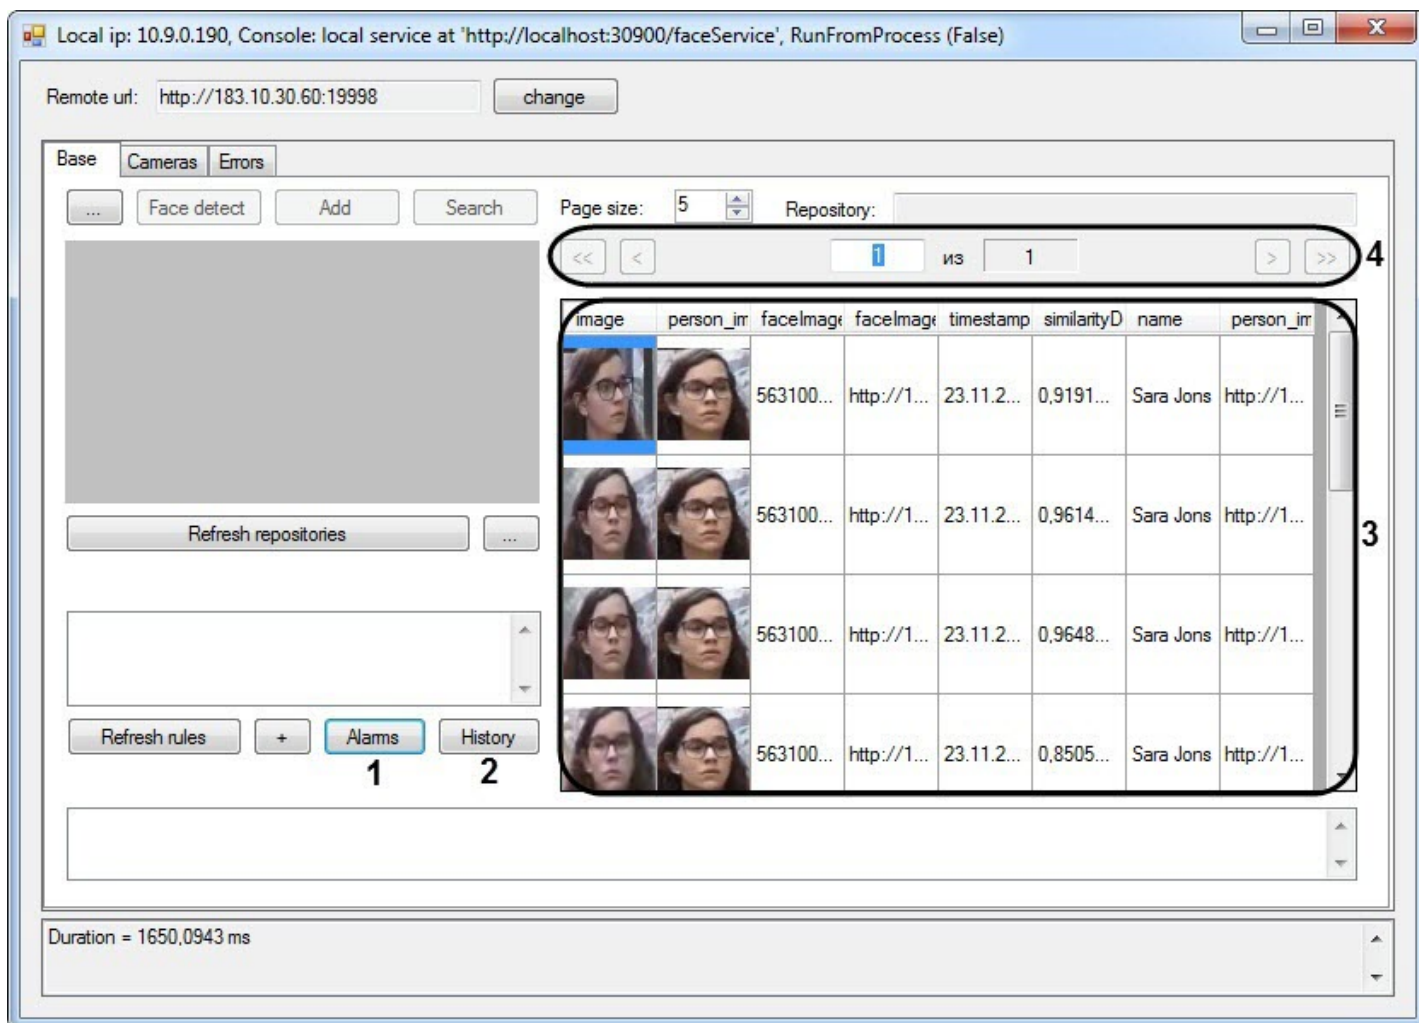 Local ip: 10.9.0.190, Console: local service at 'http://localhost:30900/faceService', RunFromProcess (False)
Remote url: http://183.10.30.60:19998 change
Base Cameras Errors
... Face detect Add Search Page size: 5 Repository:
<< < 1 из 1 > >> 4
image person_im faceImage faceImage timestamp similarityD name person_im
563100... http://1... 23.11.2... 0,9191... Sara Jons http://1...
563100... http://1... 23.11.2... 0,9614... Sara Jons http://1...
Refresh repositories ... 3
563100... http://1... 23.11.2... 0,9648... Sara Jons http://1...
Refresh rules + Alarms History
563100... http://1... 23.11.2... 0,8505... Sara Jons http://1...
1 2
Duration = 1650,0943 ms